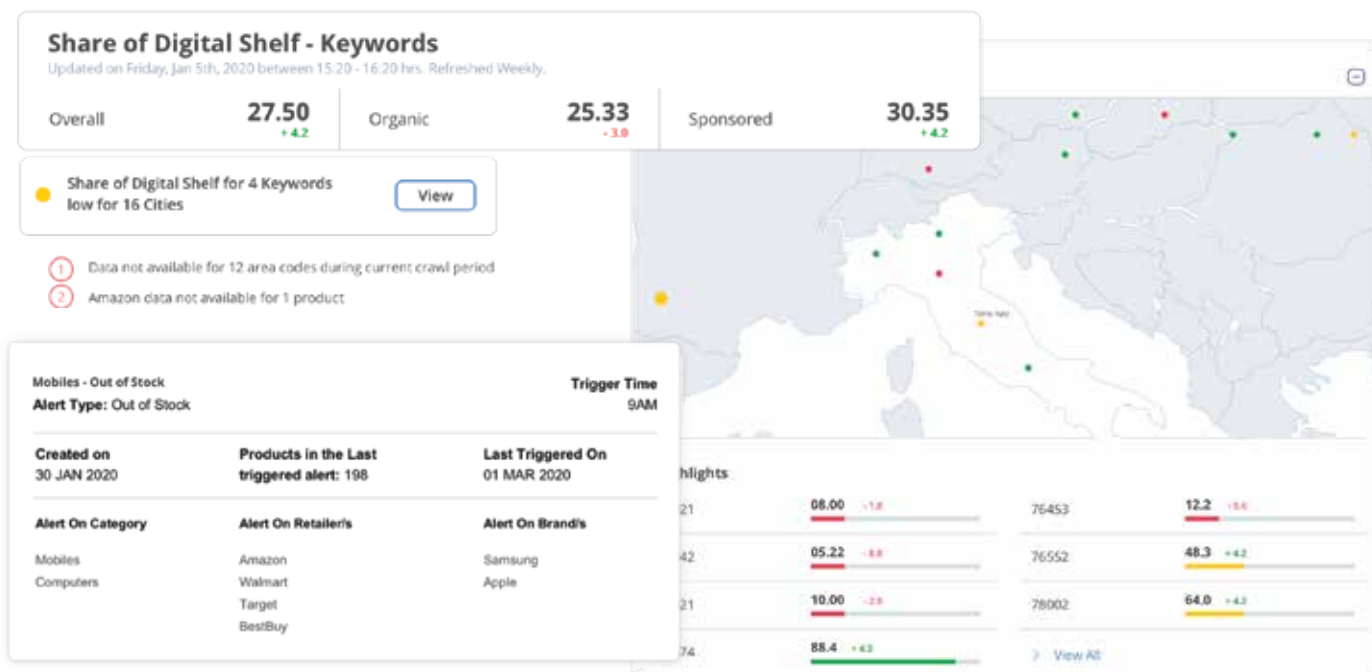 Share of Digital Shelf - Keywords
Updated on Friday, Jan 5th, 2020 between 15:20 - 16:20 hrs. Refreshed Weekly.
Overall 27.50 Organic 25.33 Sponsored 30.35
+ 4.2 - 3.0 + 4.2
Share of Digital Shelf for 4 Keywords
low for 16 Cities
View
1 Data not available for 12 area codes during current crawl period
2 Amazon data not available for 1 product
Mobiles - Out of Stock
Alert Type: Out of Stock
Trigger Time
9AM
Created on Products in the Last Last Triggered On
30 JAN 2020 triggered alert: 198 01 MAR 2020
Alert On Category Alert On Retailer/s Alert On Brand/s
Mobiles Amazon Samsung
Computers Walmart Apple
Target
BestBuy
hlights
21 08.00 76453 12.2
42 05.22 76552 48.3 + 4.2
21 10.00 78002 64.0 + 4.2
74 88.4 + 4.2 View All